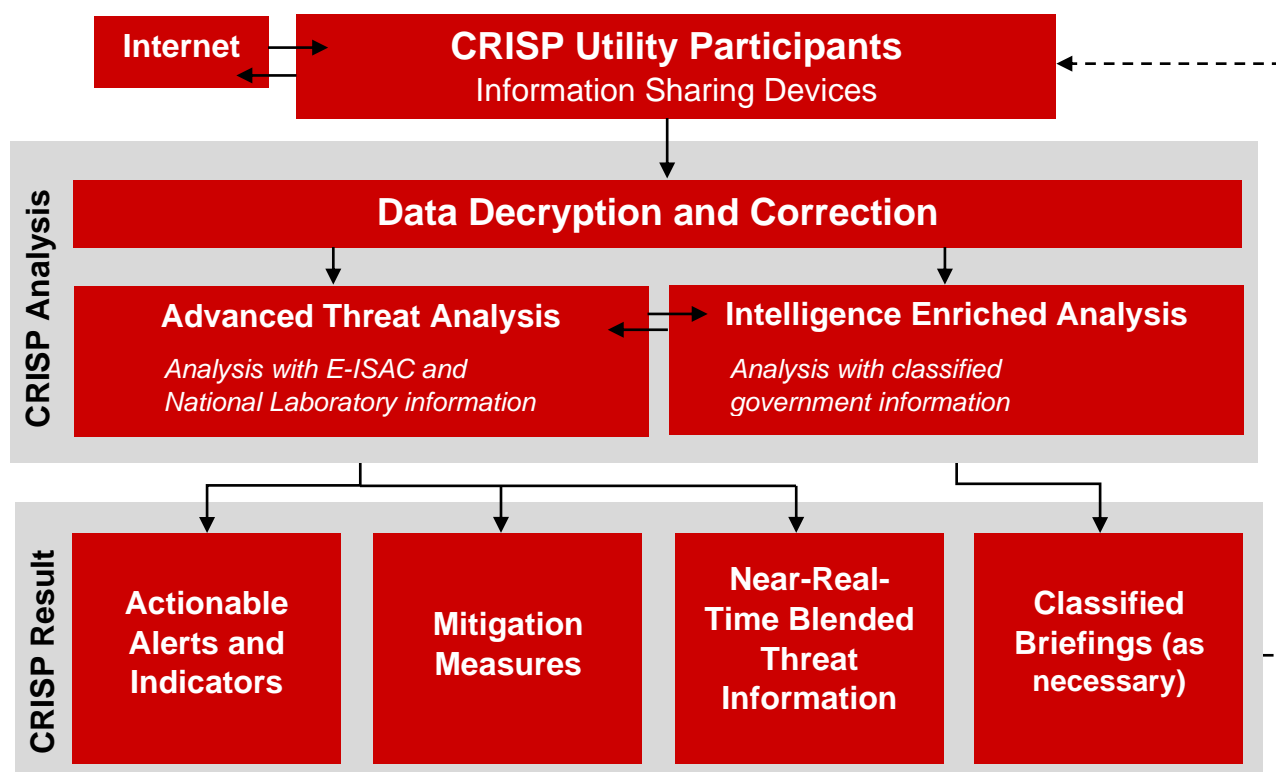 Internet
CRISP Utility Participants
Information Sharing Devices
CRISP Analysis
Data Decryption and Correction
Advanced Threat Analysis
Analysis with E-ISAC and
National Laboratory information
Intelligence Enriched Analysis
Analysis with classified
government information
CRISP Result
Actionable
Alerts and
Indicators
Mitigation
Measures
Near-Real-
Time Blended
Threat
Information
Classified
Briefings (as
necessary)